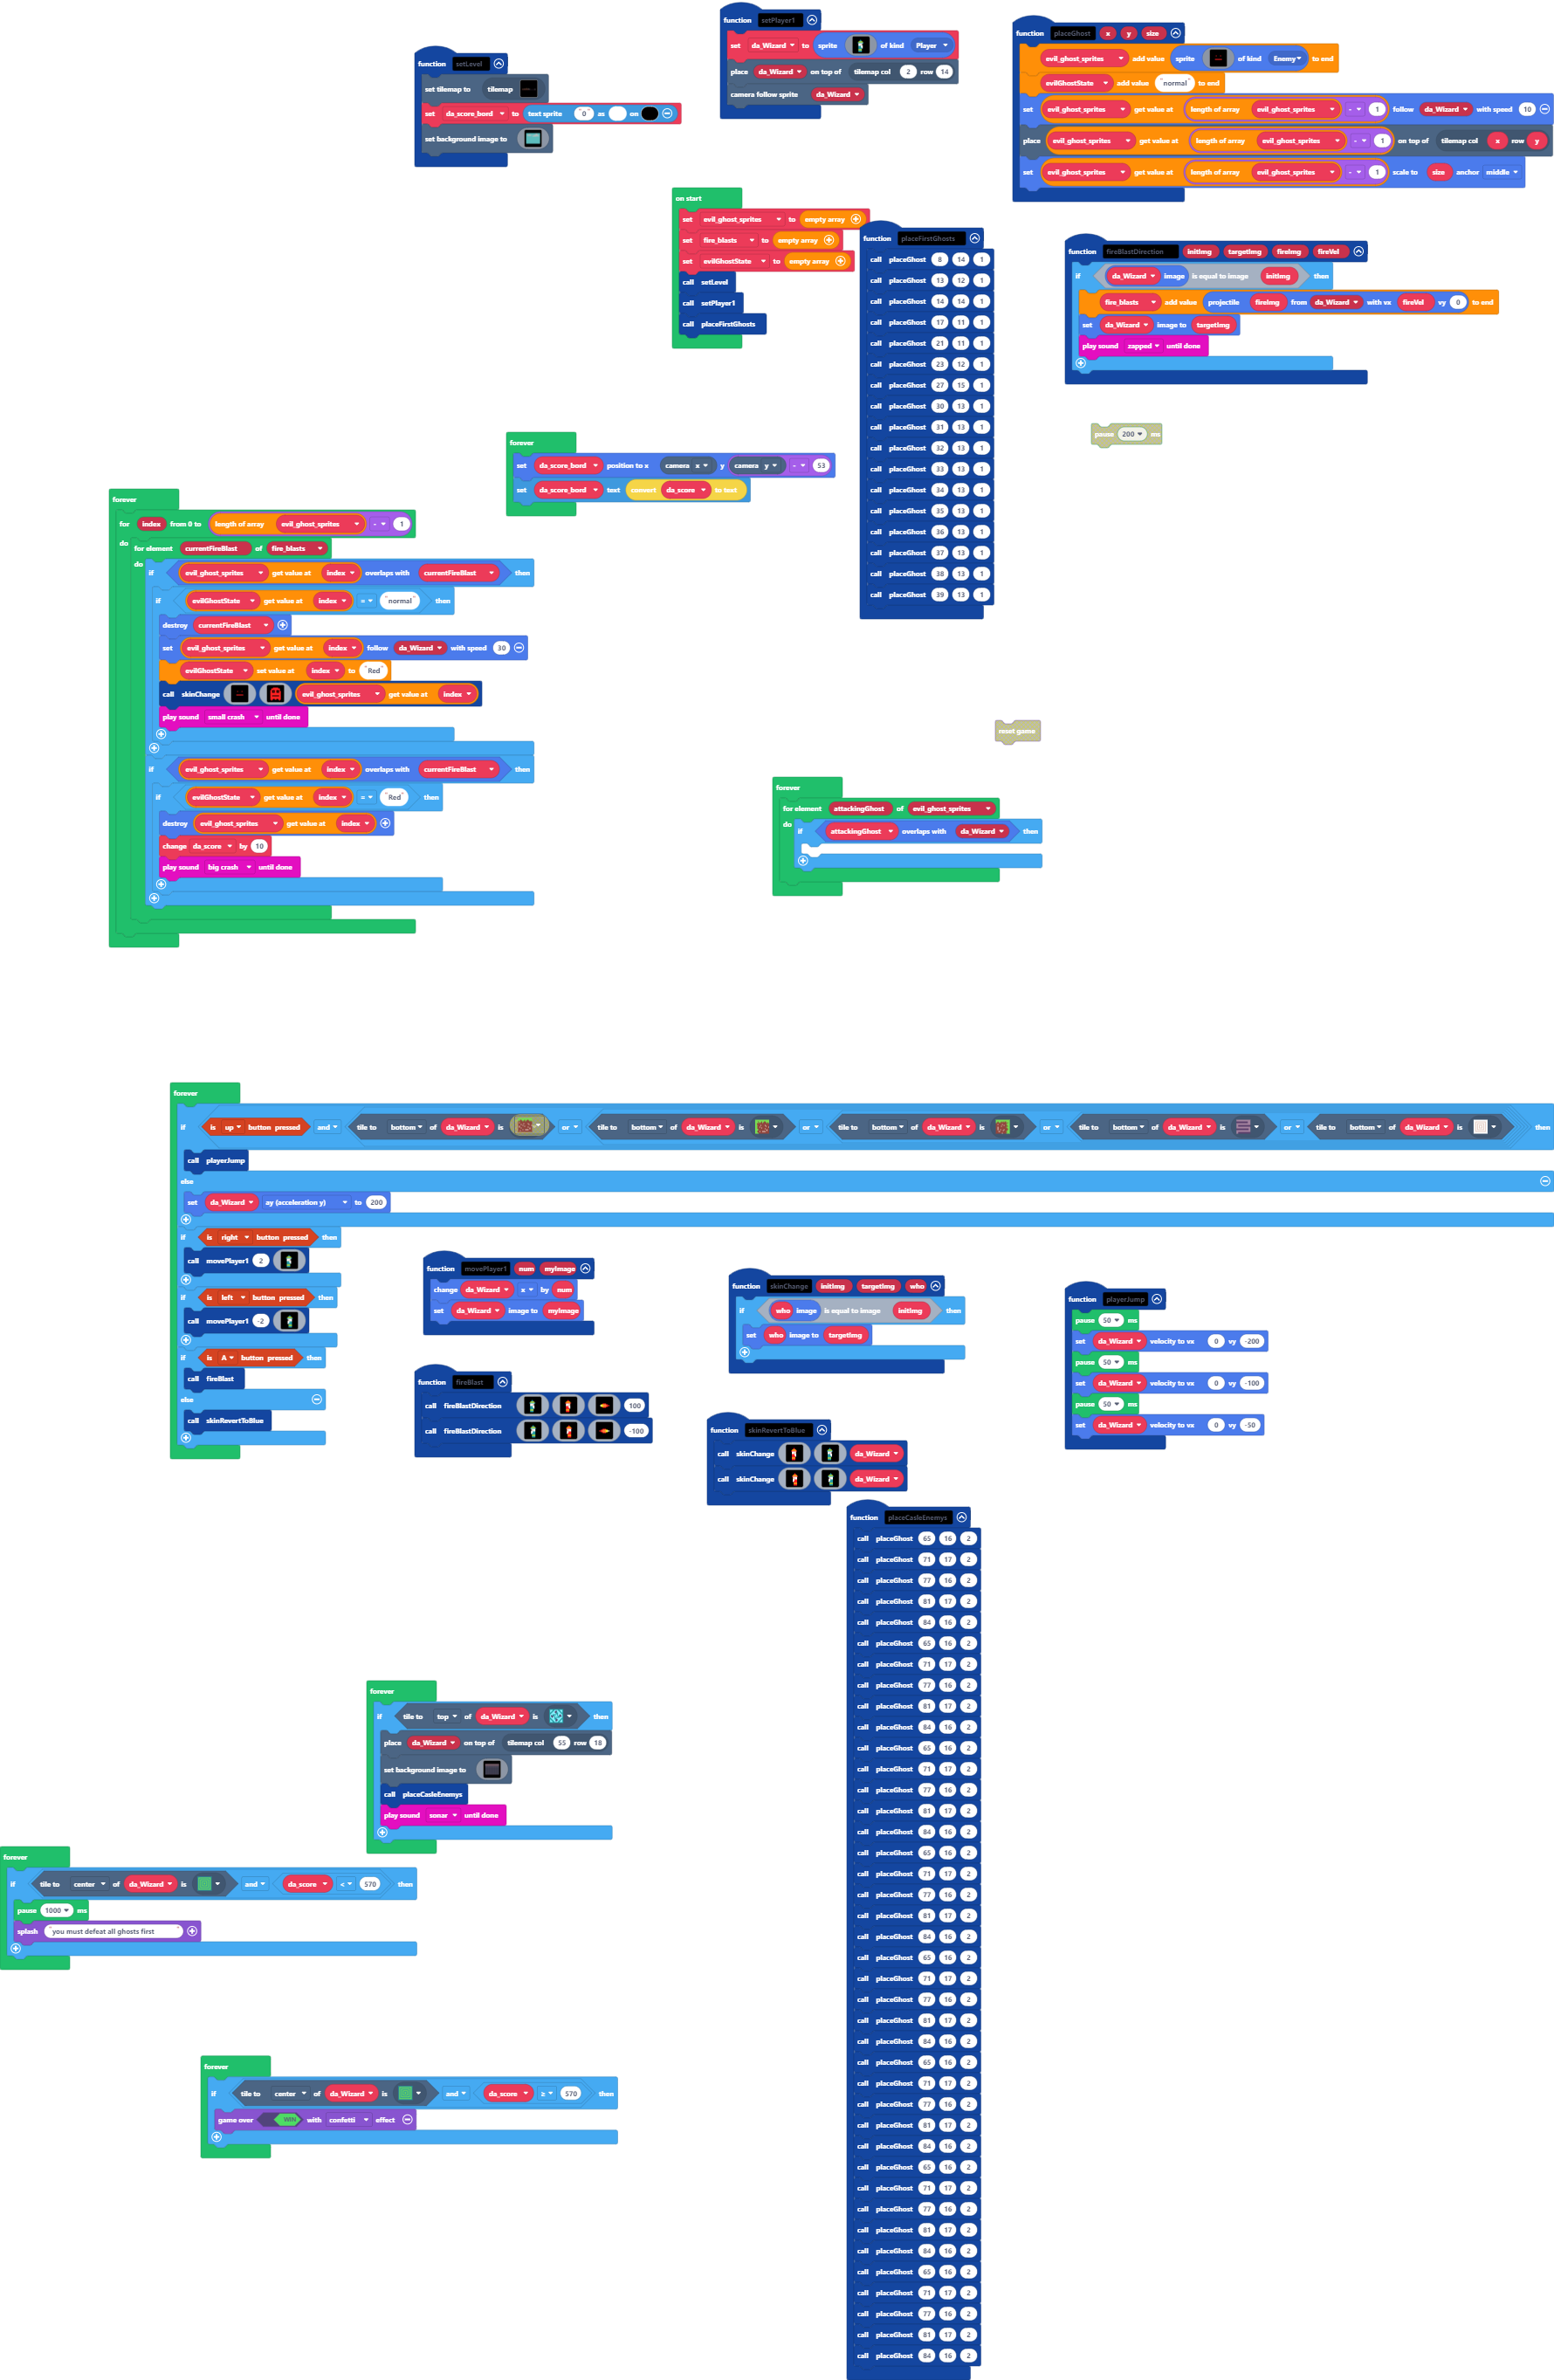 function setLevel
set tilemap to tilemap
set da_score_bord to text sprite "0" as on
set background image to
function setPlayer1
set da_Wizard to sprite of kind Player
place da_Wizard on top of tilemap col 2 row 14
camera follow sprite da_Wizard
function placeGhost x y size
evil_ghost_sprites add value sprite of kind Enemy to end
evilGhostState add value "normal" to end
set evil_ghost_sprites get value at length of array evil_ghost_sprites - 1 follow da_Wizard with speed 10
place evil_ghost_sprites get value at length of array evil_ghost_sprites - 1 on top of tilemap col x row y
set evil_ghost_sprites get value at length of array evil_ghost_sprites - 1 scale to size anchor middle
on start
set evil_ghost_sprites to empty array
set fire_blasts to empty array
set evilGhostState to empty array
call setLevel
call setPlayer1
call placeFirstGhosts
function placeFirstGhosts
call placeGhost 8 14 1
call placeGhost 13 12 1
call placeGhost 14 14 1
call placeGhost 17 11 1
call placeGhost 21 11 1
call placeGhost 23 12 1
call placeGhost 27 15 1
call placeGhost 30 13 1
call placeGhost 31 13 1
call placeGhost 32 13 1
call placeGhost 33 13 1
call placeGhost 34 13 1
call placeGhost 35 13 1
call placeGhost 36 13 1
call placeGhost 37 13 1
call placeGhost 38 13 1
call placeGhost 39 13 1
function fireBlastDirection initImg targetImg fireImg fireVel
if da_Wizard image is equal to image initImg then
fire_blasts add value projectile fireImg from da_Wizard with vx fireVel vy 0 to end
set da_Wizard image to targetImg
play sound zapped until done
pause 200 ms
forever
set da_score_bord position to x camera x y camera y - 53
set da_score_bord text convert da_score to text
forever
for index from 0 to length of array evil_ghost_sprites - 1
do for element currentFireBlast of fire_blasts
do if evil_ghost_sprites get value at index overlaps with currentFireBlast then
if evilGhostState get value at index = "normal" then
destroy currentFireBlast
set evil_ghost_sprites get value at index follow da_Wizard with speed 30
evilGhostState set value at index to "Red"
call skinChange evil_ghost_sprites get value at index
play sound small crash until done
if evil_ghost_sprites get value at index overlaps with currentFireBlast then
if evilGhostState get value at index = "Red" then
destroy evil_ghost_sprites get value at index
change da_score by 10
play sound big crash until done
reset game
forever
for element attackingGhost of evil_ghost_sprites
do if attackingGhost overlaps with da_Wizard then
forever
if is up button pressed and tile to bottom of da_Wizard is or tile to bottom of da_Wizard is or tile to bottom of da_Wizard is or tile to bottom of da_Wizard is or tile to bottom of da_Wizard is then
call playerJump
else
set da_Wizard ay (acceleration y) to 200
if is right button pressed then
call movePlayer1 2
if is left button pressed then
call movePlayer1 -2
if is A button pressed then
call fireBlast
else
call skinRevertToBlue
function movePlayer1 num myImage
change da_Wizard x by num
set da_Wizard image to myImage
function fireBlast
call fireBlastDirection 100
call fireBlastDirection -100
function skinChange initImg targetImg who
if who image is equal to image initImg then
set who image to targetImg
function skinRevertToBlue
call skinChange da_Wizard
call skinChange da_Wizard
function playerJump
pause 50 ms
set da_Wizard velocity to vx 0 vy -200
pause 50 ms
set da_Wizard velocity to vx 0 vy -100
pause 50 ms
set da_Wizard velocity to vx 0 vy -50
function placeCasleEnemys
call placeGhost 65 16 2
call placeGhost 71 17 2
call placeGhost 77 16 2
call placeGhost 81 17 2
call placeGhost 84 16 2
call placeGhost 65 16 2
call placeGhost 71 17 2
call placeGhost 77 16 2
call placeGhost 81 17 2
call placeGhost 84 16 2
call placeGhost 65 16 2
call placeGhost 71 17 2
call placeGhost 77 16 2
call placeGhost 81 17 2
call placeGhost 84 16 2
call placeGhost 65 16 2
call placeGhost 71 17 2
call placeGhost 77 16 2
call placeGhost 81 17 2
call placeGhost 84 16 2
call placeGhost 65 16 2
call placeGhost 71 17 2
call placeGhost 77 16 2
call placeGhost 81 17 2
call placeGhost 84 16 2
call placeGhost 65 16 2
call placeGhost 71 17 2
call placeGhost 77 16 2
call placeGhost 81 17 2
call placeGhost 84 16 2
call placeGhost 65 16 2
call placeGhost 71 17 2
call placeGhost 77 16 2
call placeGhost 81 17 2
call placeGhost 84 16 2
call placeGhost 65 16 2
call placeGhost 71 17 2
call placeGhost 77 16 2
call placeGhost 81 17 2
call placeGhost 84 16 2
forever
if tile to top of da_Wizard is then
place da_Wizard on top of tilemap col 55 row 18
set background image to
call placeCasleEnemys
play sound sonar until done
forever
if tile to center of da_Wizard is and da_score < 570 then
pause 1000 ms
splash "you must defeat all ghosts first"
forever
if tile to center of da_Wizard is and da_score ≥ 570 then
game over WIN with confetti effect